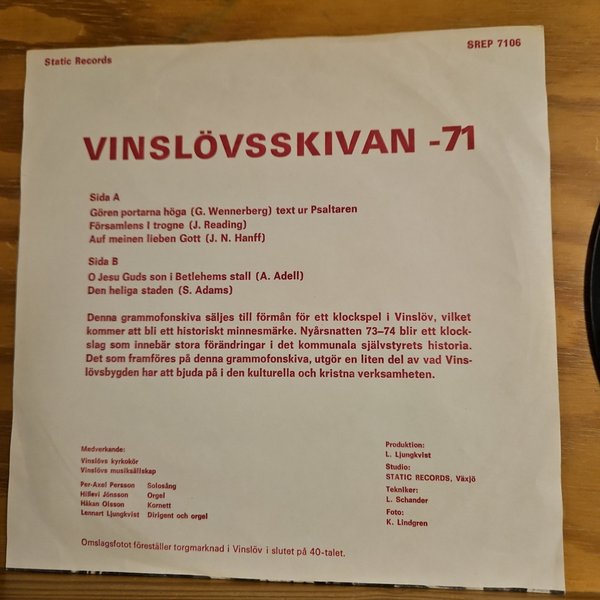 Static Records
SREP 7106
VINSLÖVSSKIVAN -71
Sida A
Gören portarna höga (G. Wennerberg) text ur Psaltaren
Församlens I trogne (J. Reading)
Auf meinen lieben Gott (J. N. Hanff)
Sida B
O Jesu Guds son i Betlehems stall (A. Adell)
Den heliga staden (S. Adams)
Denna grammofonskiva säljes till förmån för ett klockspel i Vinslöv, vilket
kommer att bli ett historiskt minnesmärke. Nyårsnatten 73–74 blir ett klock-
slag som innebär stora förändringar i det kommunala självstyrets historia.
Det som framföres på denna grammofonskiva, utgör en liten del av vad Vins-
lövsbygden har att bjuda på i den kulturella och kristna verksamheten.
Medverkande:
Vinslövs kyrkokör
Vinslövs musiksällskap
Per-Axel Persson Solosång
Hillevi Jönsson Orgel
Håkan Olsson Kornett
Lennart Ljungkvist Dirigent och orgel
Produktion:
L. Ljungkvist
Studio:
STATIC RECORDS, Växjö
Tekniker:
L. Schander
Foto:
K. Lindgren
Omslagsfotot föreställer torgmarknad i Vinslöv i slutet på 40-talet.